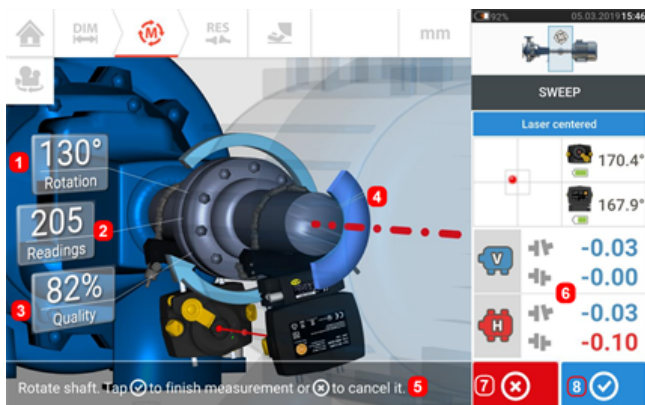 DIM
M
RES
mm
92%
05.03.2019 15:46
SWEEP
Laser centered
170.4°
167.9°
1
130°
Rotation
2
205
Readings
3
82%
Quality
4
V
-0.03
-0.00
6
H
-0.03
-0.10
Rotate shaft. Tap to finish measurement or to cancel it.
5
7
8